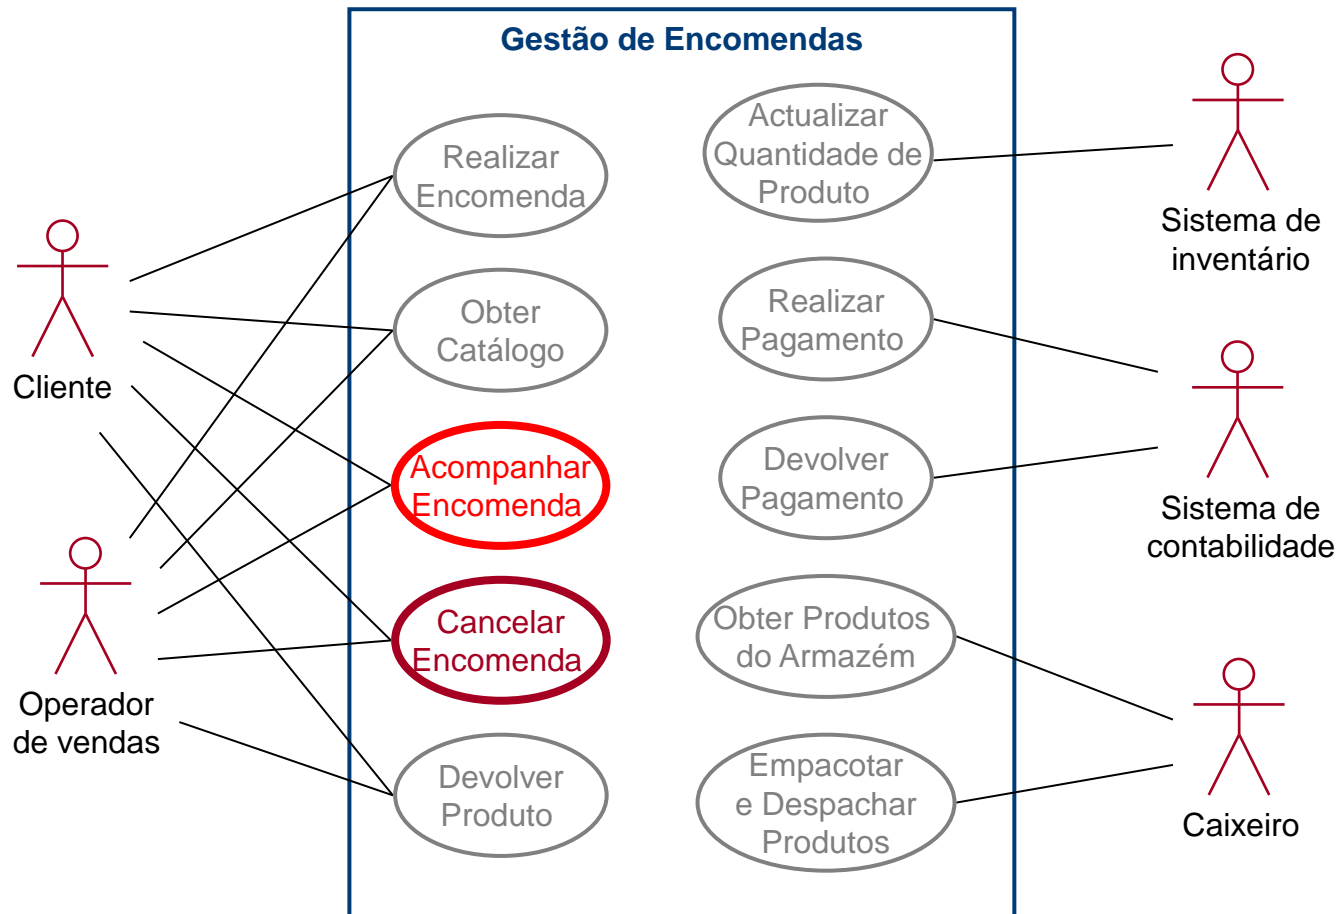 Gestão de Encomendas
Realizar
Encomenda
Actualizar
Quantidade de
Produto
Sistema de
inventário
Obter
Catálogo
Realizar
Pagamento
Cliente
Acompanhar
Encomenda
Devolver
Pagamento
Sistema de
contabilidade
Cancelar
Encomenda
Obter Produtos
do Armazém
Operador
de vendas
Devolver
Produto
Empacotar
e Despachar
Produtos
Caixeiro